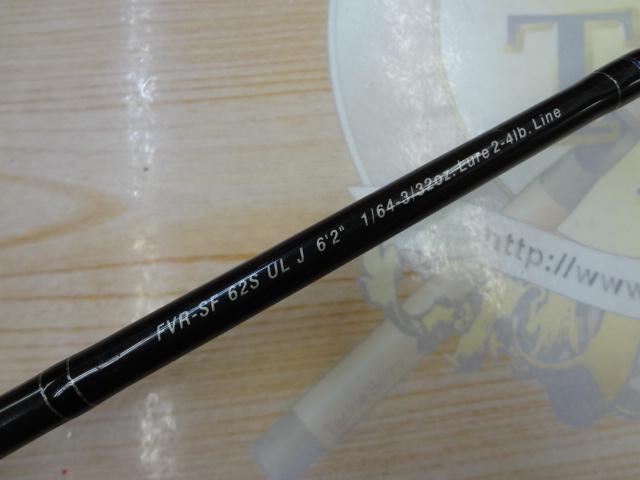 FVR-SF 62S UL J 6'2" 1/64-3/32oz. Lure 2-4lb. Line
T
http://www.